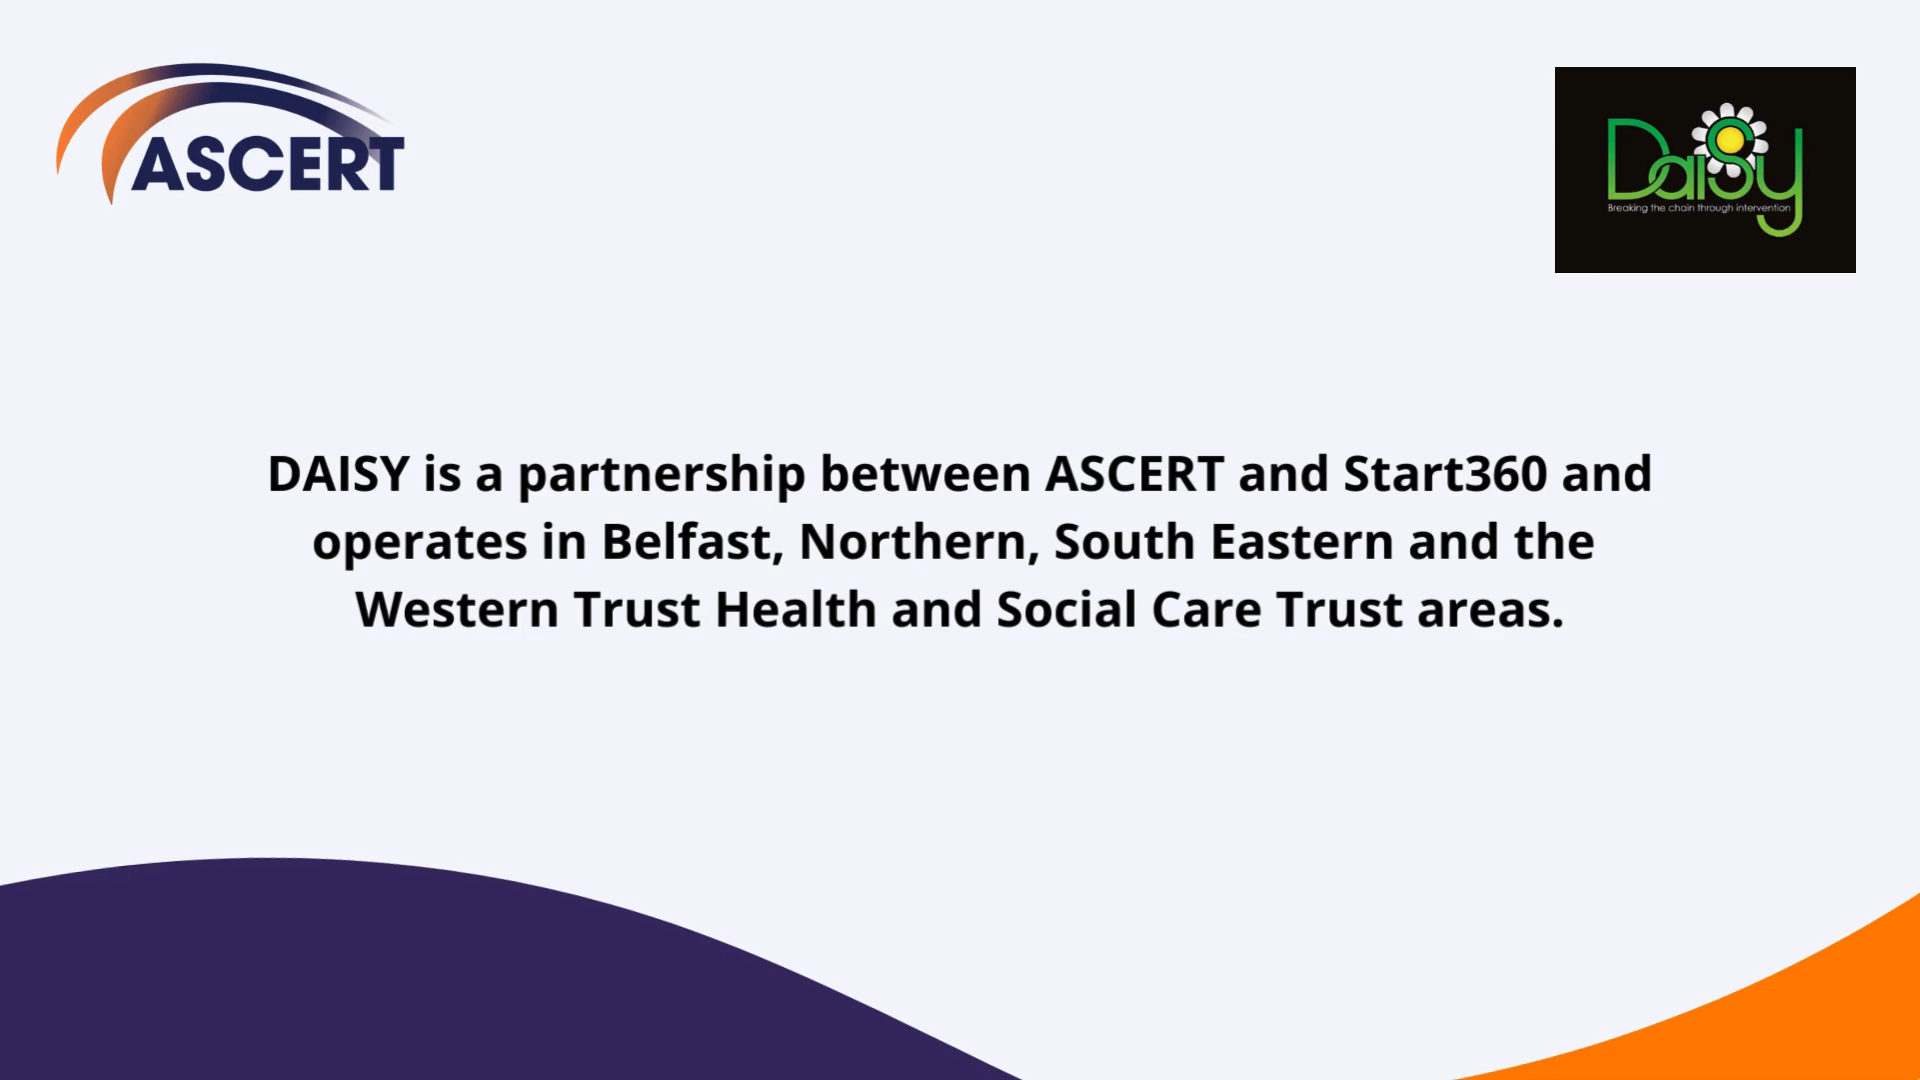 ASCERT
Daisy
Breaking the chain through intervention
DAISY is a partnership between ASCERT and Start360 and
operates in Belfast, Northern, South Eastern and the
Western Trust Health and Social Care Trust areas.